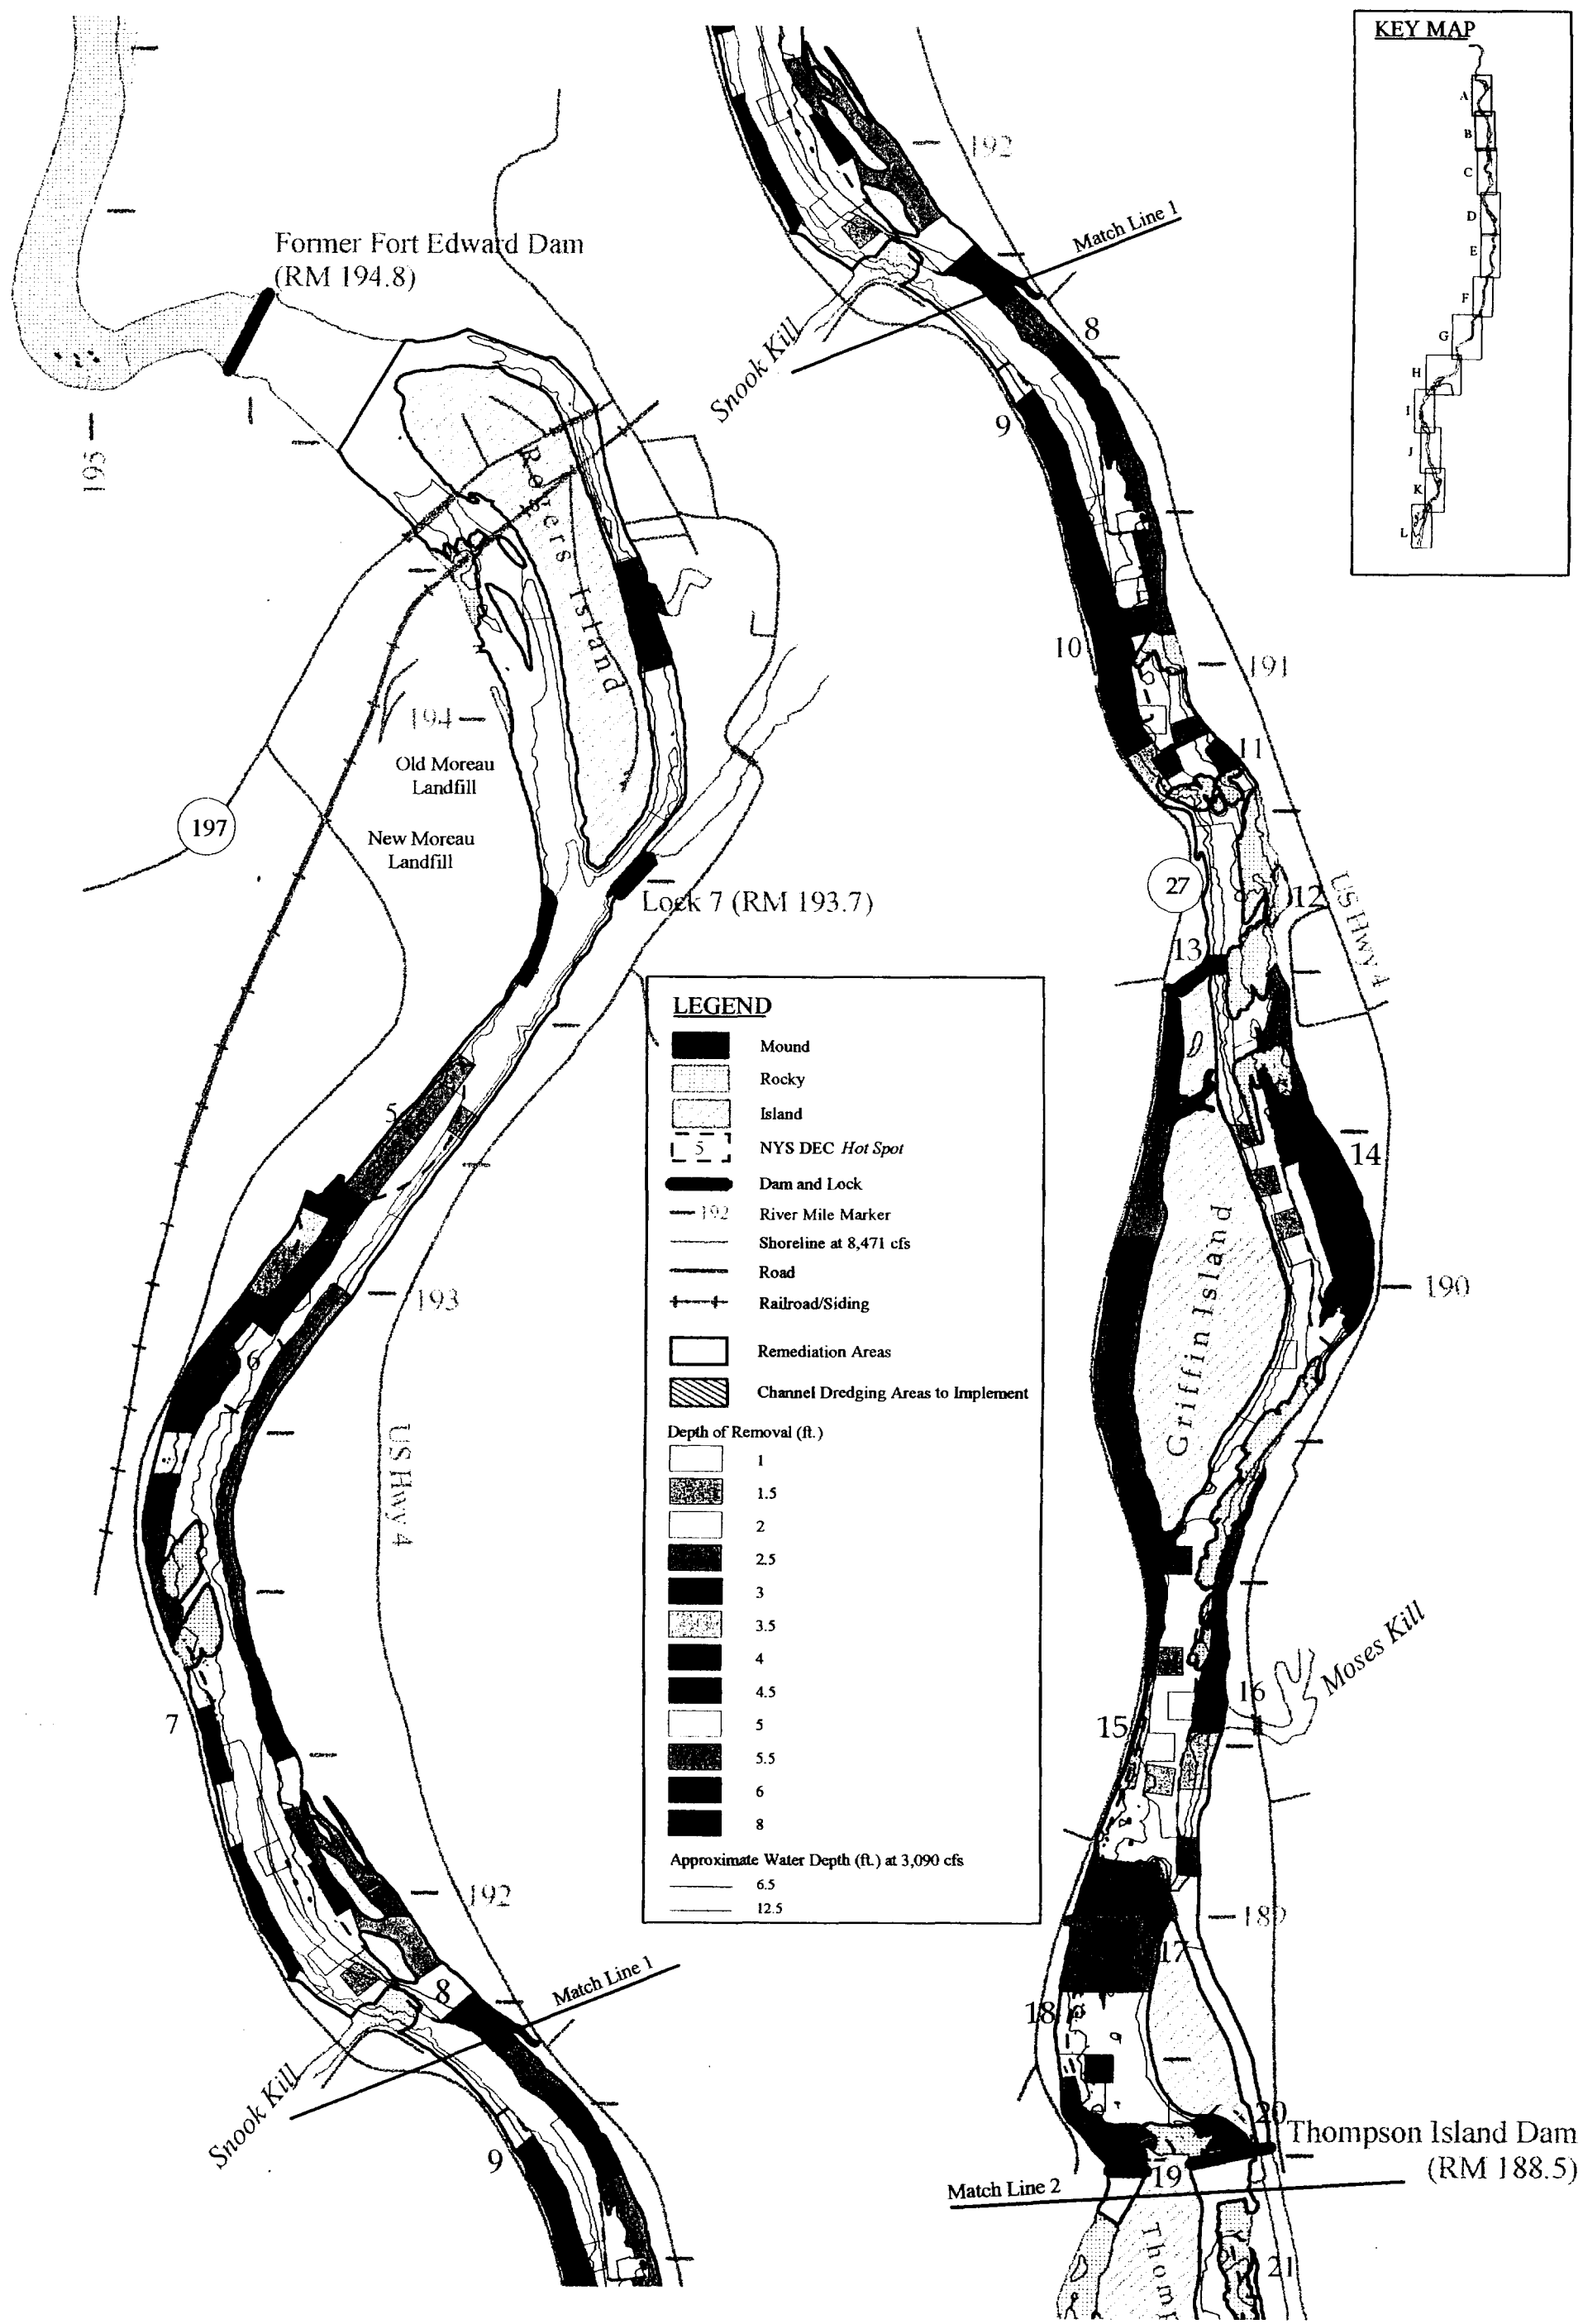 KEY MAP
A
B
C
D
E
F
G
H
I
J
K
L
Former Fort Edward Dam
(RM 194.8)
195
Rogers Island
194
Old Moreau
Landfill
New Moreau
Landfill
197
Lock 7 (RM 193.7)
5
193
6
US Hwy 4
7
192
8
Match Line 1
Snook Kill
9
192
Match Line 1
Snook Kill
8
9
10
191
11
27
12
US Hwy 4
13
14
Griffin Island
190
Moses Kill
16
15
189
17
18
20
Thompson Island Dam
(RM 188.5)
19
Match Line 2
Thomp
21
LEGEND
Mound
Rocky
Island
5 NYS DEC Hot Spot
Dam and Lock
192 River Mile Marker
Shoreline at 8,471 cfs
Road
Railroad/Siding
Remediation Areas
Channel Dredging Areas to Implement
Depth of Removal (ft.)
1
1.5
2
2.5
3
3.5
4
4.5
5
5.5
6
8
Approximate Water Depth (ft.) at 3,090 cfs
6.5
12.5